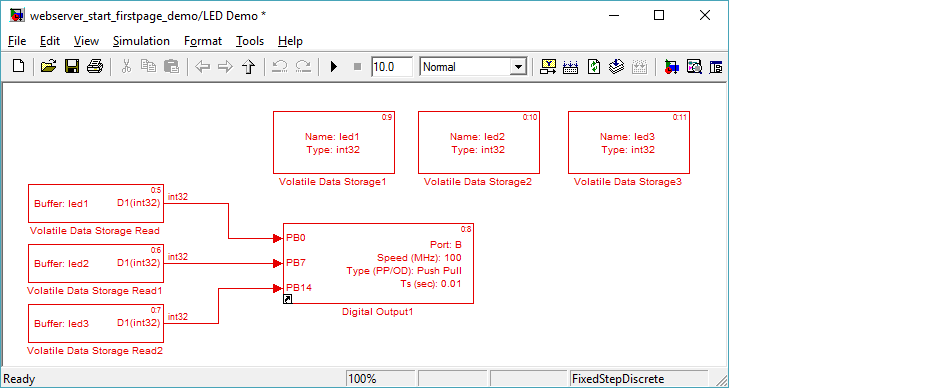 webserver_start_firstpage_demo/LED Demo *
File Edit View Simulation Format Tools Help
10.0 Normal
0:9
Name: led1
Type: int32
Volatile Data Storage1
0:10
Name: led2
Type: int32
Volatile Data Storage2
0:11
Name: led3
Type: int32
Volatile Data Storage3
0:5
Buffer: led1 D1(int32) int32
Volatile Data Storage Read
0:6
Buffer: led2 D1(int32) int32
Volatile Data Storage Read1
0:7
Buffer: led3 D1(int32) int32
Volatile Data Storage Read2
0:8
PB0
PB7
PB14
Port: B
Speed (MHz): 100
Type (PP/OD): Push Pull
Ts (sec): 0.01
Digital Output1
Ready 100% FixedStepDiscrete